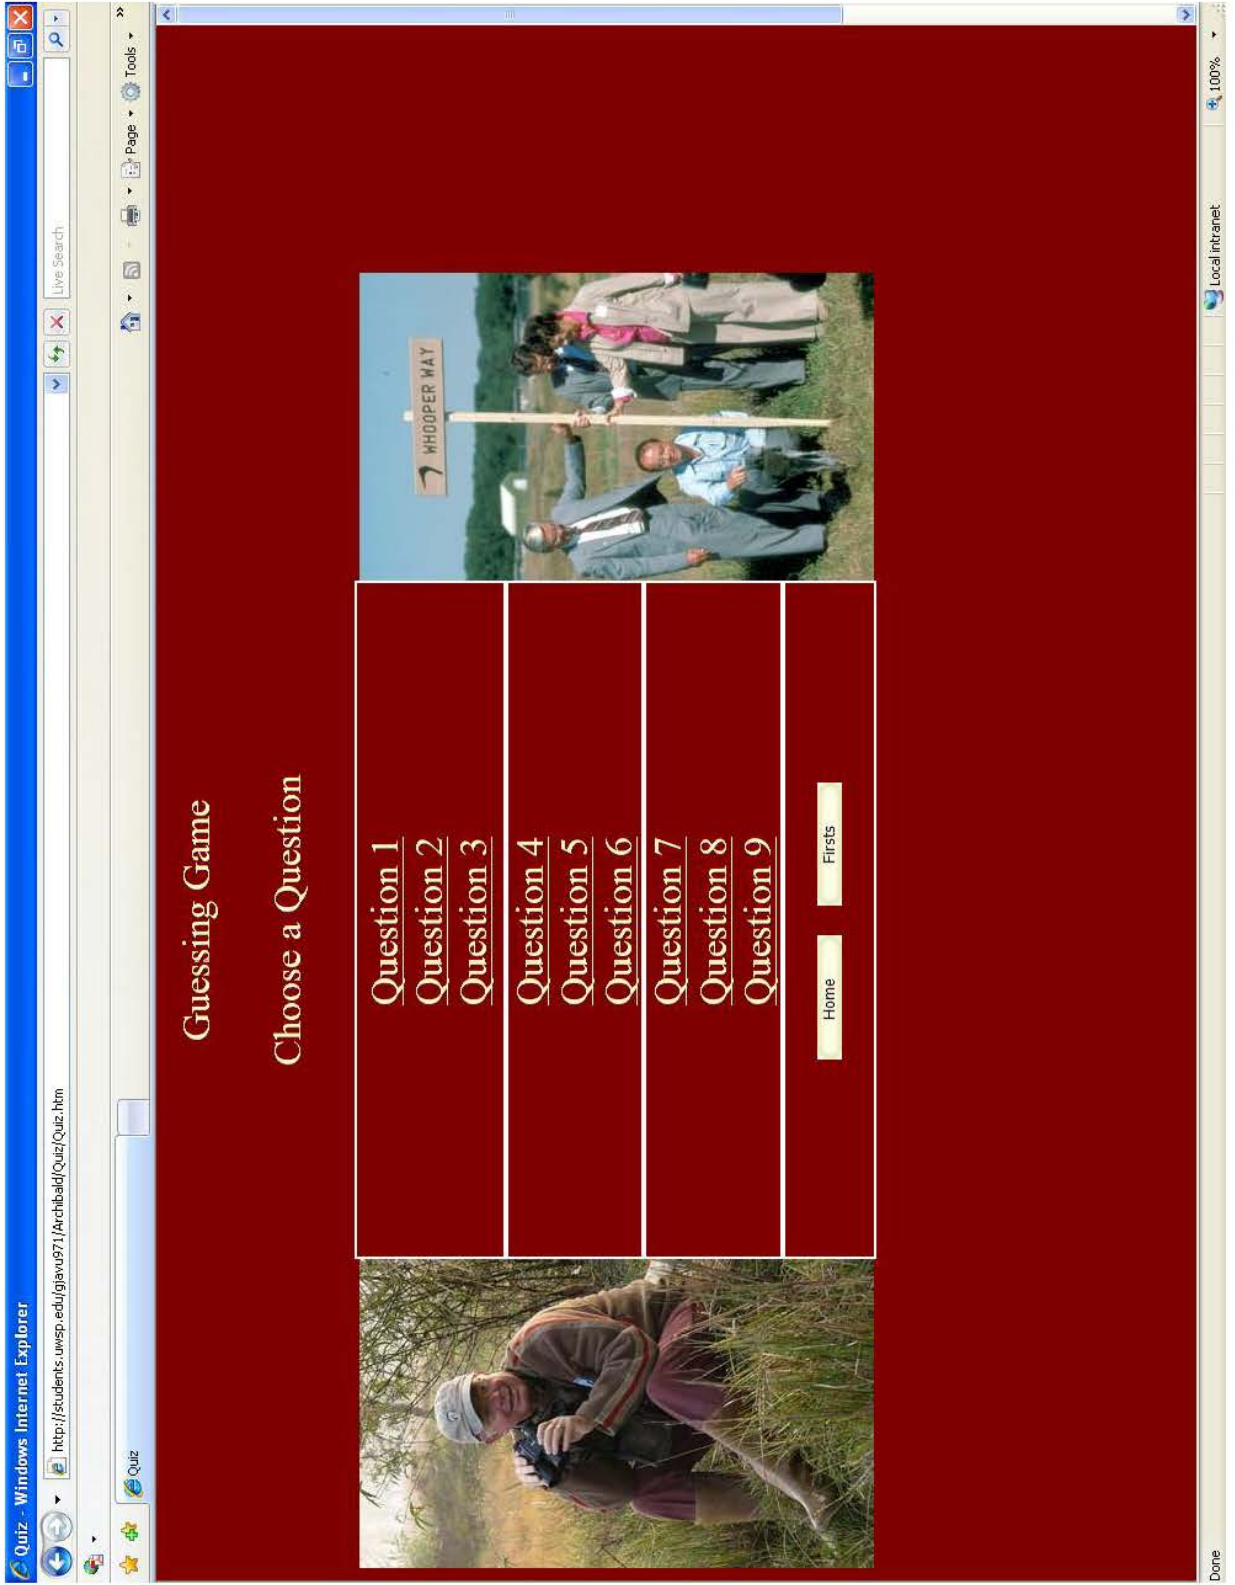 Quiz - Windows Internet Explorer
http://students.uwsp.edu/gjavu971/Archibald/Quiz/Quiz.htm
Live Search
Quiz
Page
Tools
Guessing Game
Choose a Question
WHOOPER WAY
Question 1
Question 2
Question 3
Question 4
Question 5
Question 6
Question 7
Question 8
Question 9
Home
Firsts
Done
Local intranet
100%